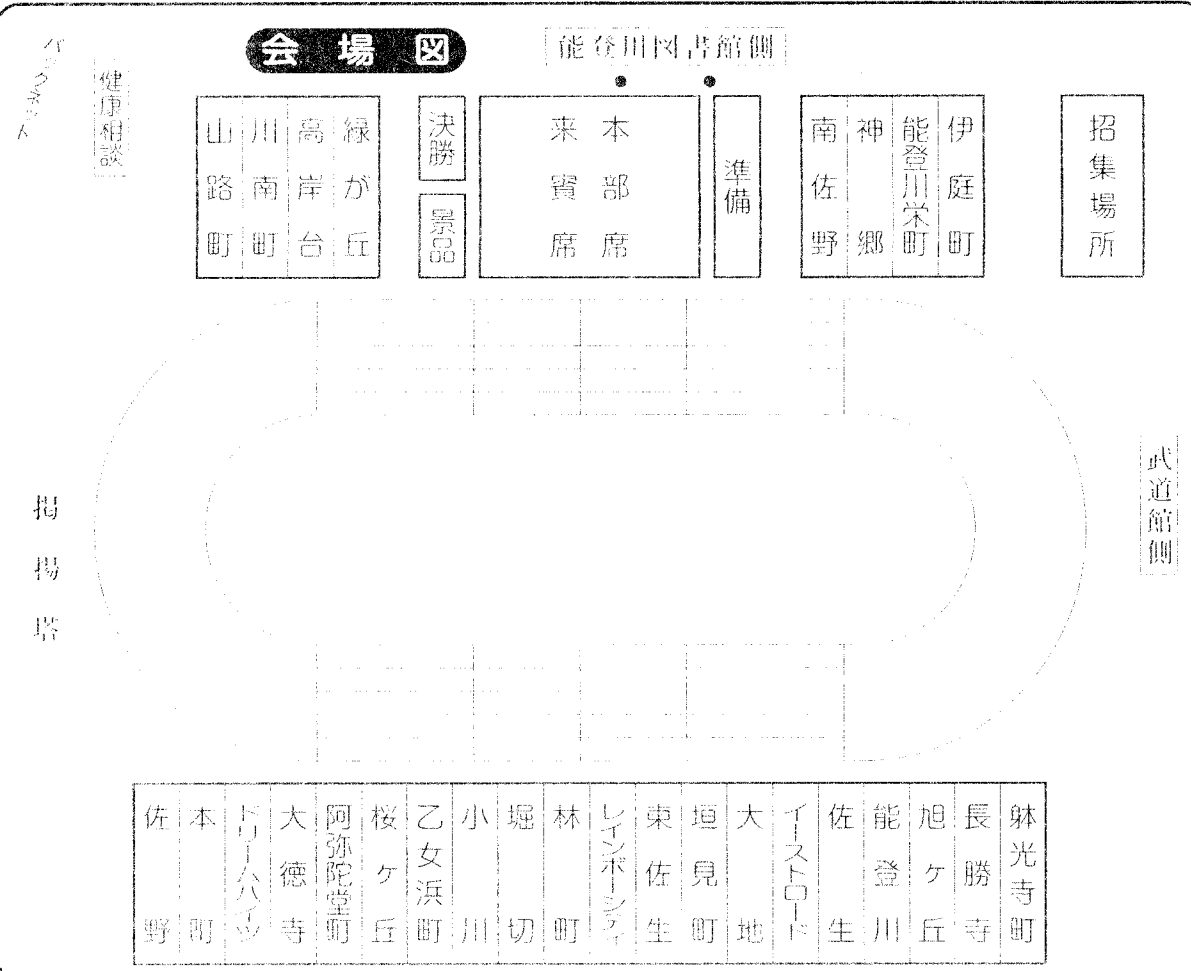 会場図
能登川図書館側
バックネット
健康相談
山路町
川南町
高岸台
緑が丘
決勝
景品
来賓席
本部席
準備
南佐野
神郷
能登川栄町
伊庭町
招集場所
掲揚塔
武道館側
佐野
本町
ドリームハイツ
大徳寺
阿弥陀堂町
桜ヶ丘
乙女浜町
小川
堀切
林町
レインボーシティ
東佐生
垣見町
大地
イーストロード
佐生
能登川
旭ヶ丘
長勝寺
躰光寺町